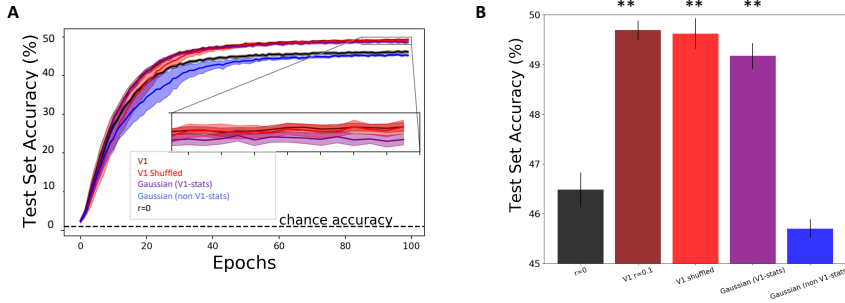 A
Test Set Accuracy (%)
50
40
30
20
10
0
V1
V1 Shuffled
Gaussian (V1-stats)
Gaussian (non V1-stats)
r=0
chance accuracy
0 20 40 60 80 100
Epochs
B
** ** **
Test Set Accuracy (%)
50
49
48
47
46
45
r=0
V1 r=0.1
V1 shuffled
Gaussian (V1-stats)
Gaussian (non V1-stats